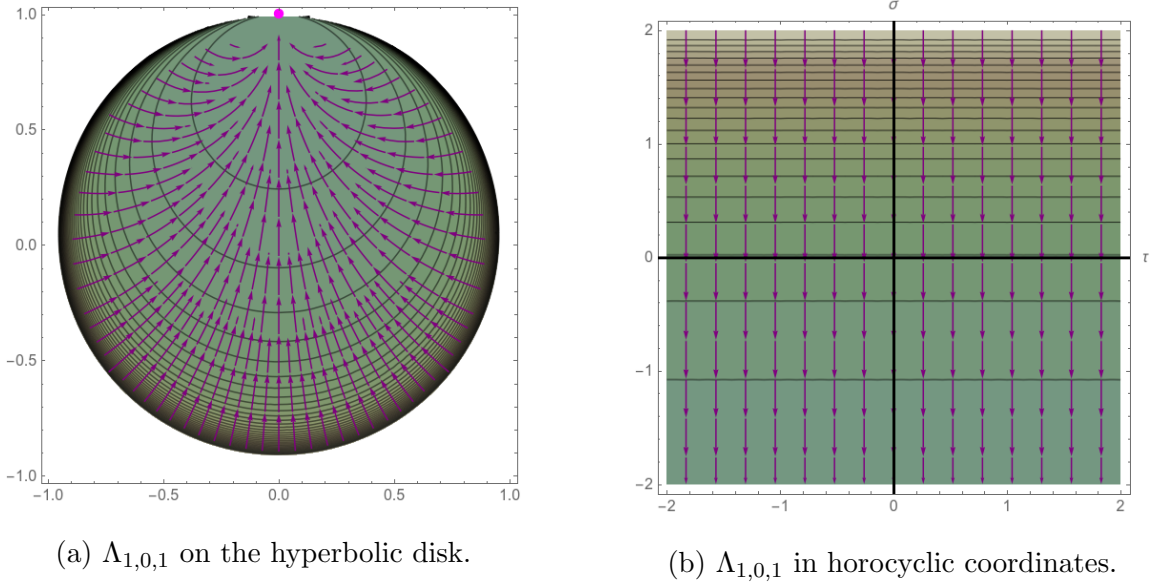 1.0
0.5
0.0
−0.5
−1.0
−1.0 −0.5 0.0 0.5 1.0
(a) Λ1,0,1 on the hyperbolic disk.
σ
2
1
0
−1
−2
−2 −1 0 1 2
τ
(b) Λ1,0,1 in horocyclic coordinates.